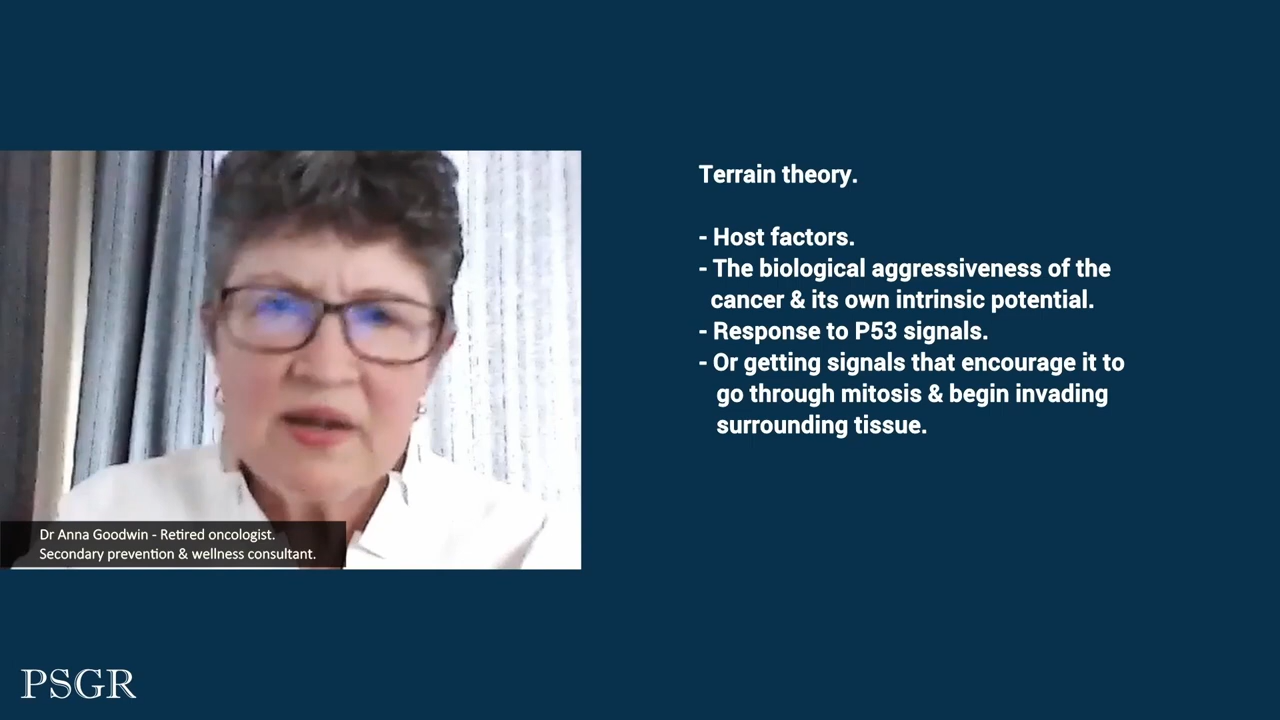 Terrain theory.
- Host factors.
- The biological aggressiveness of the
cancer & its own intrinsic potential.
- Response to P53 signals.
- Or getting signals that encourage it to
go through mitosis & begin invading
surrounding tissue.
Dr Anna Goodwin - Retired oncologist.
Secondary prevention & wellness consultant.
PSGR